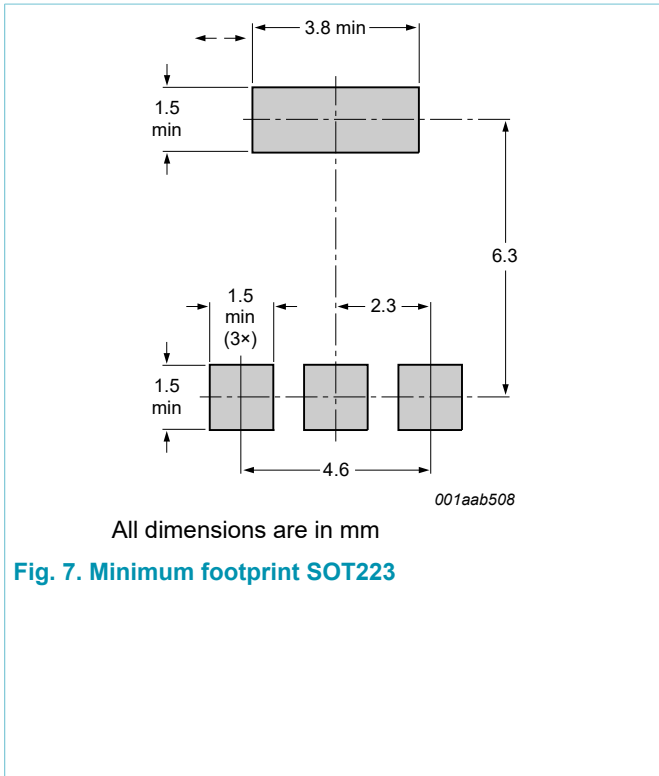 3.8 min
1.5
min
6.3
1.5
min
(3×)
2.3
1.5
min
4.6
001aab508
All dimensions are in mm
Fig. 7. Minimum footprint SOT223